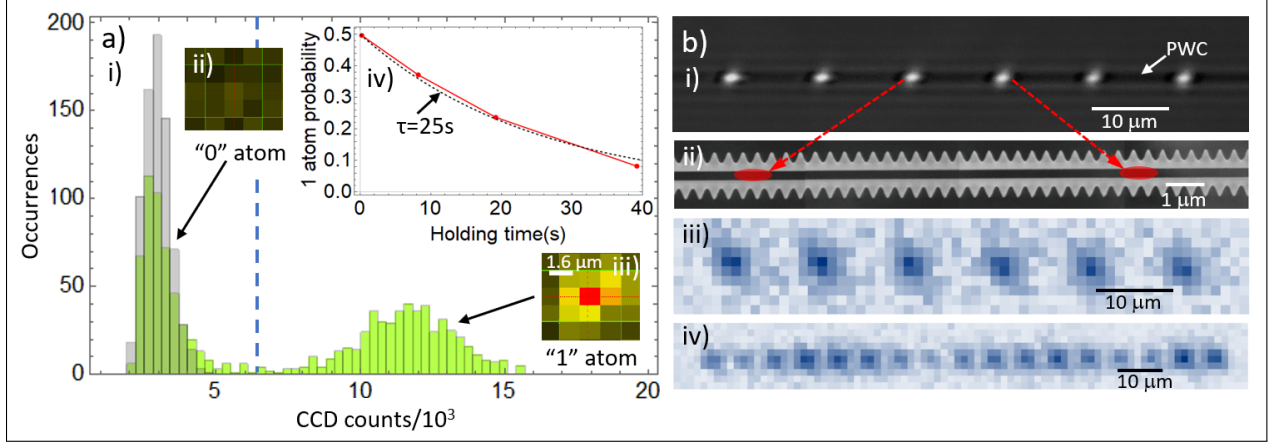 a)
i)
ii)
"0" atom
iii)
1.6 μm
"1" atom
iv)
τ=25s
1 atom probability
0.5
0.4
0.3
0.2
0.1
0.0
0 10 20 30 40
Holding time(s)
Occurrences
200
150
100
50
0
5 10 15 20
CCD counts/10³
b)
i)
PWC
10 μm
ii)
1 μm
iii)
10 μm
iv)
10 μm